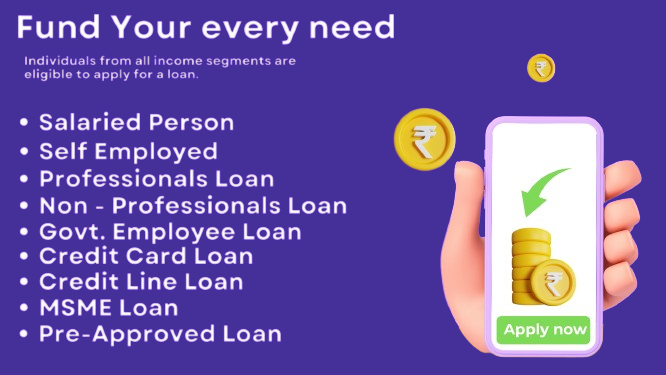 Fund Your every need
Individuals from all income segments are
eligible to apply for a loan.
• Salaried Person
• Self Employed
• Professionals Loan
• Non - Professionals Loan
• Govt. Employee Loan
• Credit Card Loan
• Credit Line Loan
• MSME Loan
• Pre-Approved Loan
₹
₹
₹
Apply now